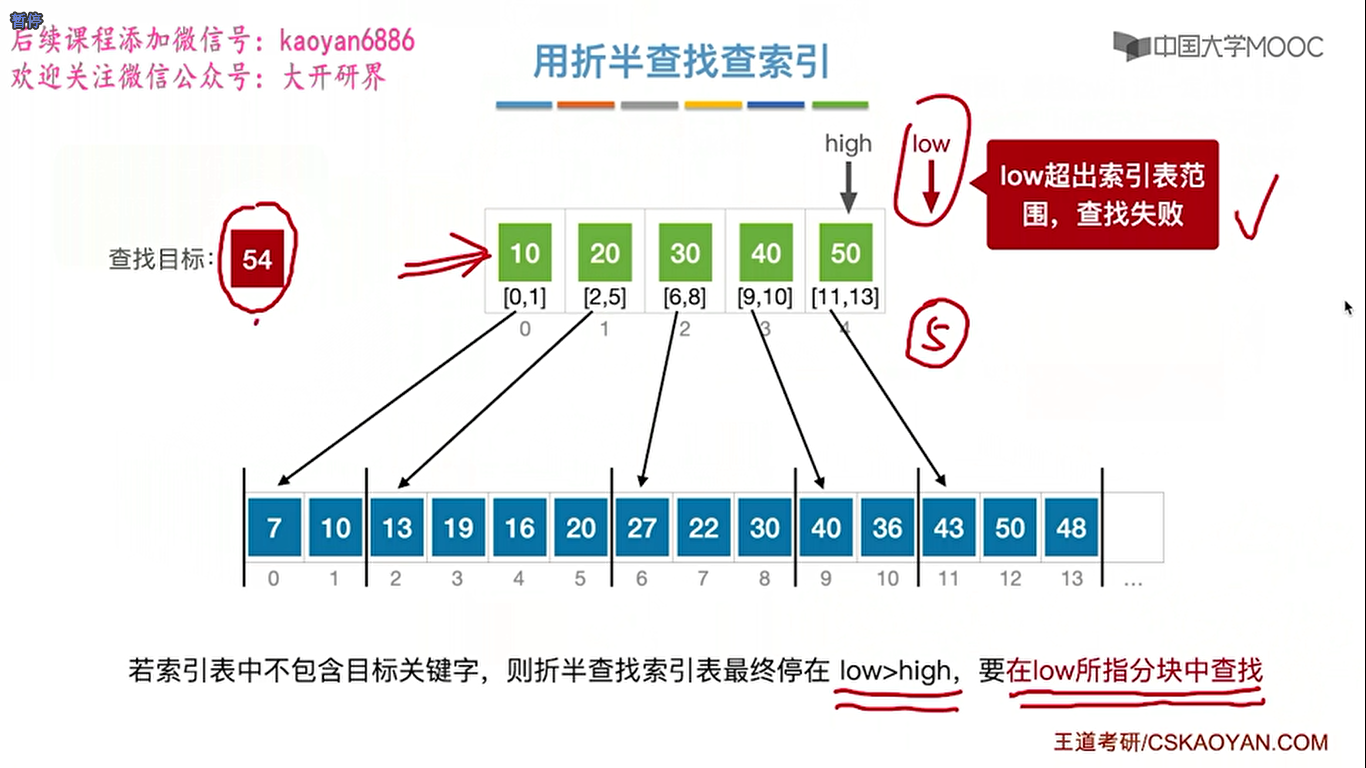 暂停
后续课程添加微信号：kaoyan6886
欢迎关注微信公众号：大开研界
用折半查找查索引
中国大学MOOC
high
low
low超出索引表范
围，查找失败
查找目标：
54
10 20 30 40 50
[0,1] [2,5] [6,8] [9,10] [11,13]
0 1 2 3 4
5
7 10 13 19 16 20 27 22 30 40 36 43 50 48
0 1 2 3 4 5 6 7 8 9 10 11 12 13 …
若索引表中不包含目标关键字，则折半查找索引表最终停在 low>high，要在low所指分块中查找
王道考研/CSKAOYAN.COM